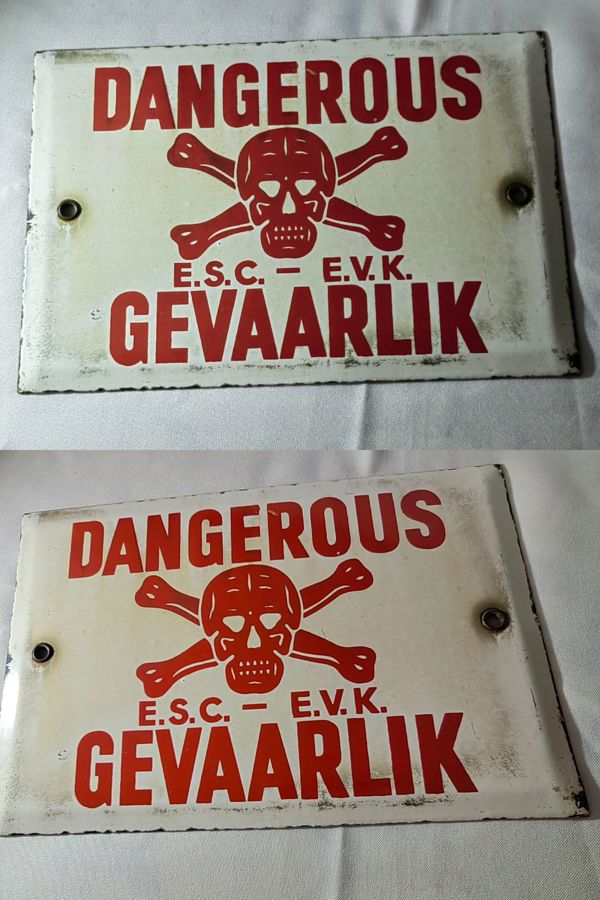 DANGEROUS
E.S.C. — E.V.K.
GEVAARLIK
DANGEROUS
E.S.C. — E.V.K.
GEVAARLIK